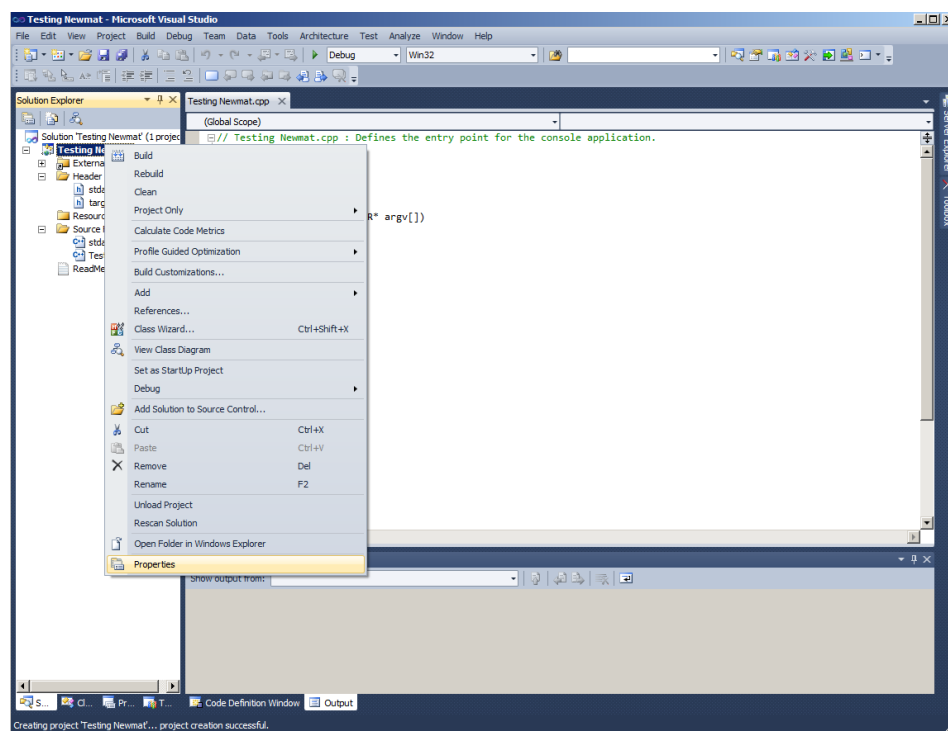 Testing Newmat - Microsoft Visual Studio
File Edit View Project Build Debug Team Data Tools Architecture Test Analyze Window Help
Debug Win32
Solution Explorer
Testing Newmat.cpp
(Global Scope)
Solution 'Testing Newmat' (1 projec
Testing Ne
Externa
Header
stda
targ
Resourc
Source
stda
Tes
ReadMe
// Testing Newmat.cpp : Defines the entry point for the console application.
R* argv[])
Build
Rebuild
Clean
Project Only
Calculate Code Metrics
Profile Guided Optimization
Build Customizations...
Add
References...
Class Wizard... Ctrl+Shift+X
View Class Diagram
Set as StartUp Project
Debug
Add Solution to Source Control...
Cut Ctrl+X
Paste Ctrl+V
Remove Del
Rename F2
Unload Project
Rescan Solution
Open Folder in Windows Explorer
Properties
Show output from:
S... Cl... Pr... T...
Code Definition Window Output
Creating project 'Testing Newmat'... project creation successful.
Server Explorer
Toolbox